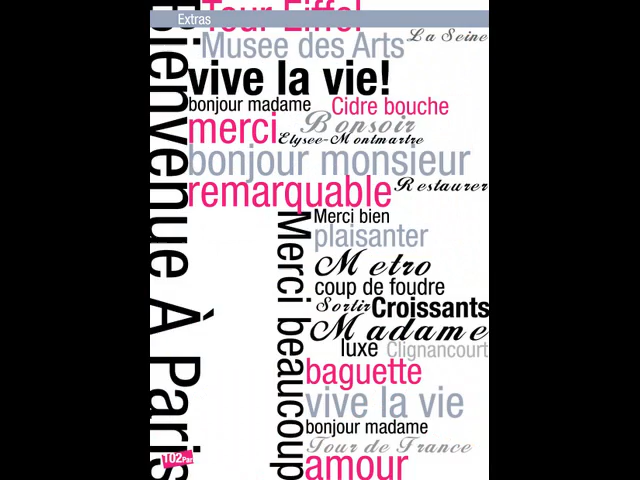 Tour Eiffel
Extras
Musee des Arts
La Seine
vive la vie!
bonjour madame
Cidre bouche
merci
Bonsoir
Elysee-Montmartre
bonjour monsieur
remarquable
Restaurer
Bienvenue À Paris
Merci beaucoup
Merci bien
plaisanter
Metro
coup de foudre
Sortir
Croissants
Madame
luxe
Clignancourt
baguette
vive la vie
bonjour madame
Tour de France
amour
102Par